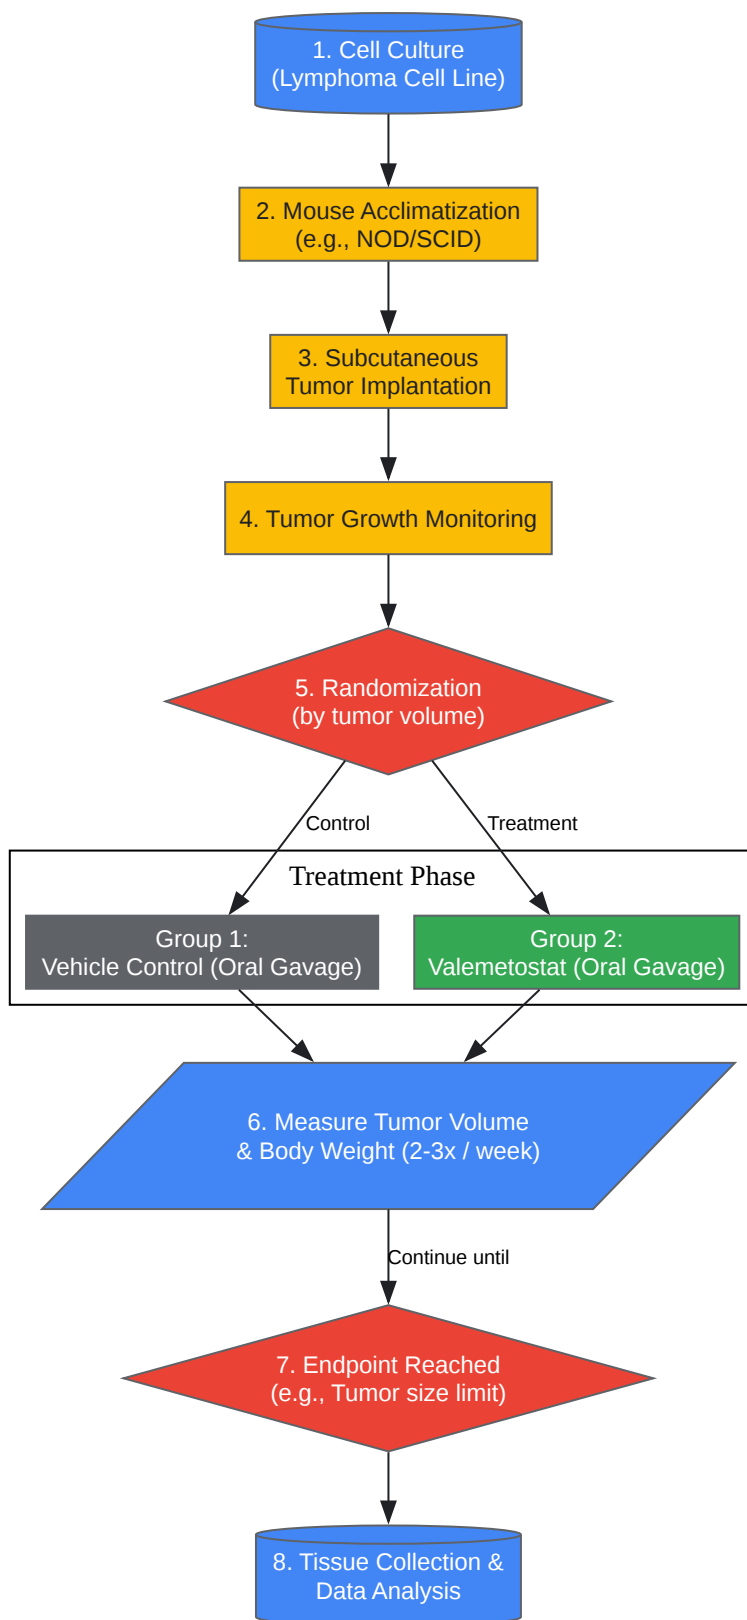 1. Cell Culture
(Lymphoma Cell Line)
2. Mouse Acclimatization
(e.g., NOD/SCID)
3. Subcutaneous
Tumor Implantation
4. Tumor Growth Monitoring
5. Randomization
(by tumor volume)
Control
Treatment
Treatment Phase
Group 1:
Vehicle Control (Oral Gavage)
Group 2:
Valemetostat (Oral Gavage)
6. Measure Tumor Volume
& Body Weight (2-3x / week)
Continue until
7. Endpoint Reached
(e.g., Tumor size limit)
8. Tissue Collection &
Data Analysis